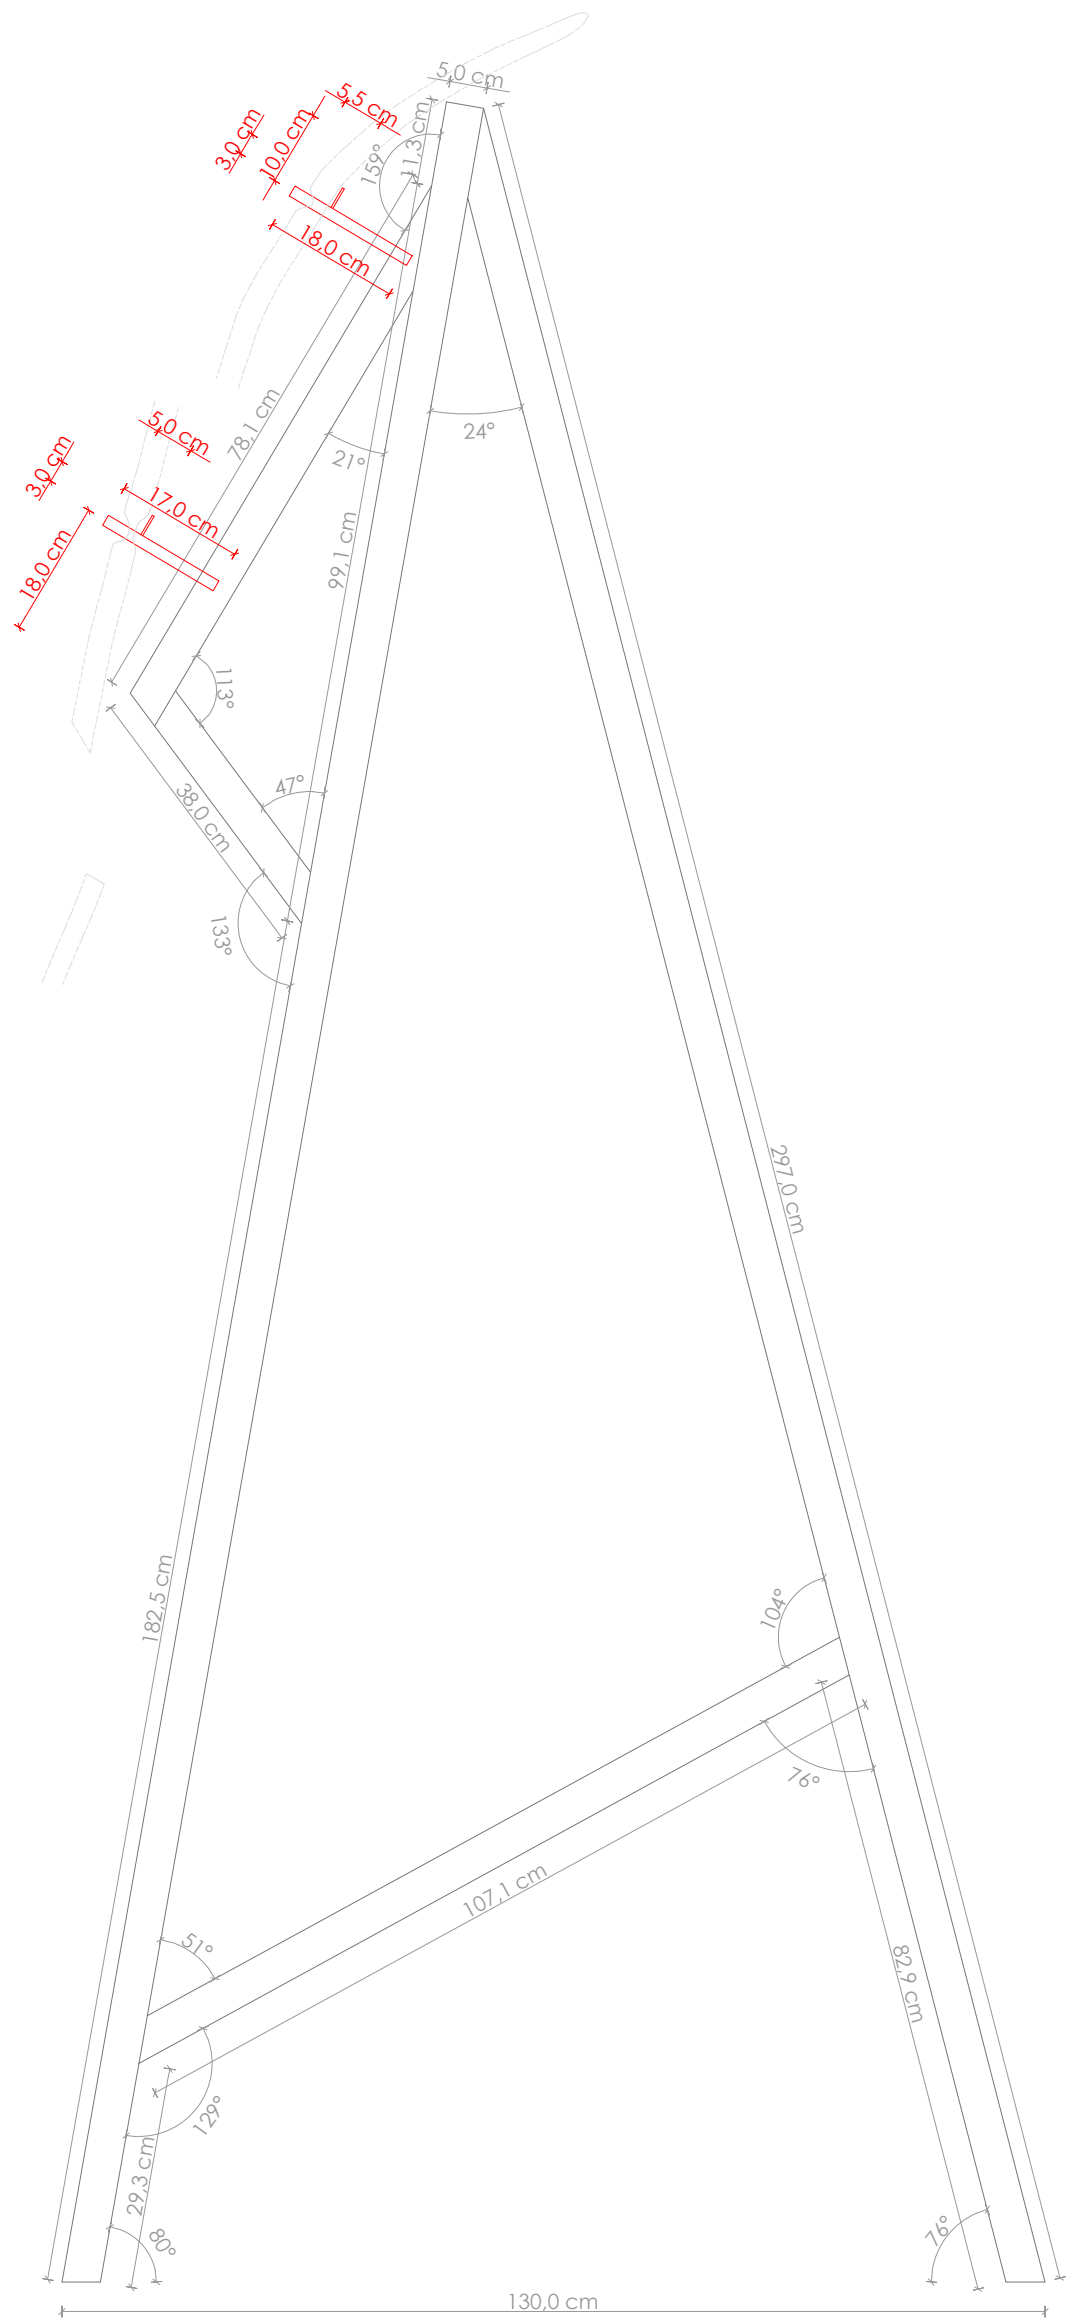 5,0 cm
5,5 cm
3,0 cm
10,0 cm
11,3 cm
159°
18,0 cm
78,1 cm
24°
21°
5,0 cm
3,0 cm
17,0 cm
18,0 cm
99,1 cm
113°
47°
38,0 cm
133°
297,0 cm
182,5 cm
104°
76°
107,1 cm
51°
82,9 cm
129°
29,3 cm
80°
76°
130,0 cm